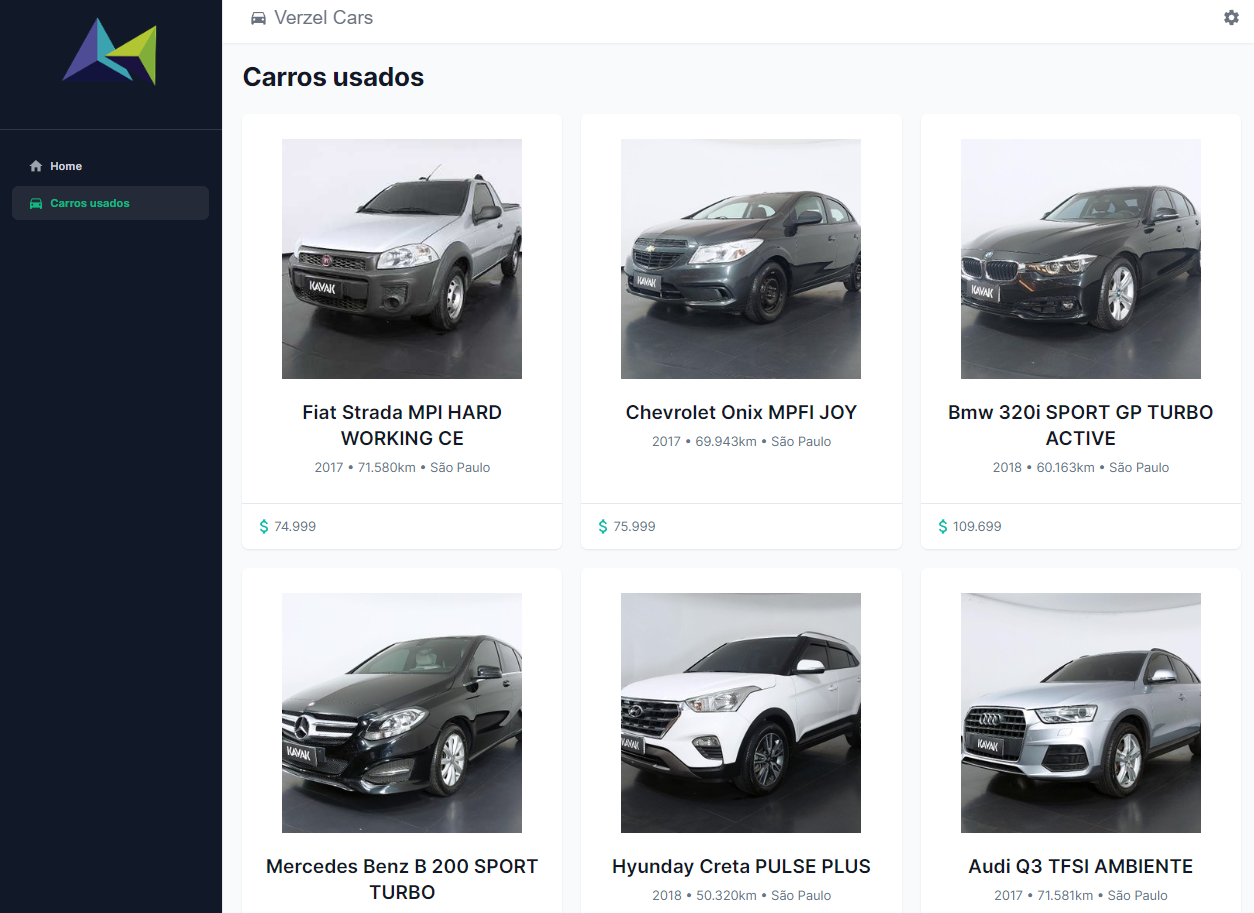 Verzel Cars
Home
Carros usados
Carros usados
KAVAK
KAVAK
KAVAK
Fiat Strada MPI HARD
WORKING CE
2017 • 71.580km • São Paulo
$ 74.999
Chevrolet Onix MPFI JOY
2017 • 69.943km • São Paulo
$ 75.999
Bmw 320i SPORT GP TURBO
ACTIVE
2018 • 60.163km • São Paulo
$ 109.699
KAVAK
KAVAK
KAVAK
Mercedes Benz B 200 SPORT
TURBO
Hyunday Creta PULSE PLUS
2018 • 50.320km • São Paulo
Audi Q3 TFSI AMBIENTE
2017 • 71.581km • São Paulo